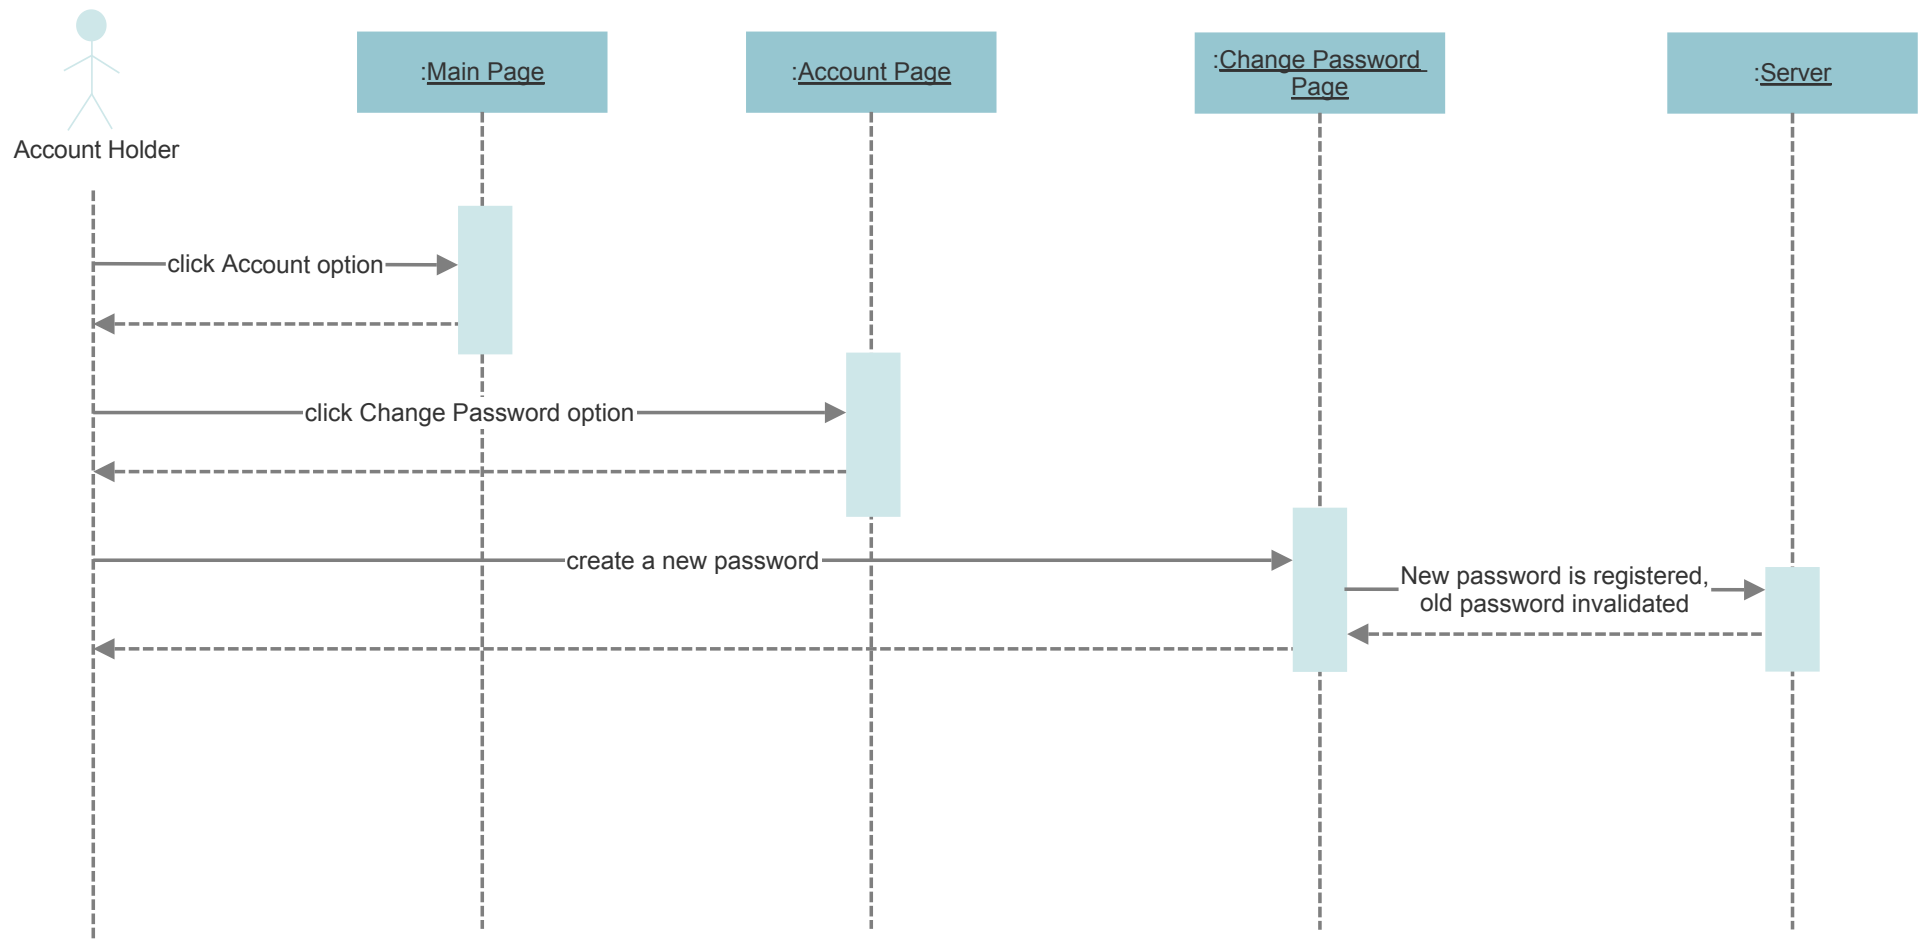 :Main Page
:Account Page
:Change Password
Page
:Server
Account Holder
click Account option
click Change Password option
create a new password
New password is registered,
old password invalidated